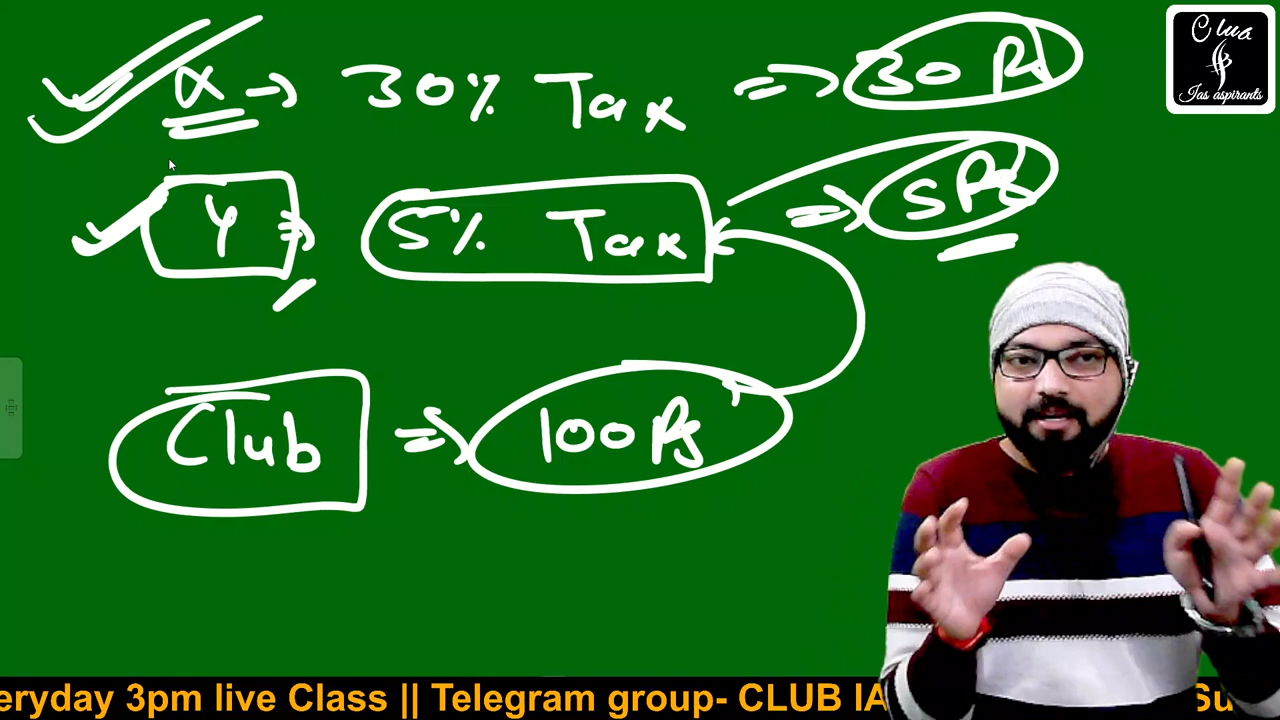 x → 30% Tax ⇒ 30 Rs
Y ⇒ 5% Tax ⇒ 5 Rs
Club ⇒ 100 Rs
Club
Ias aspirants
eryday 3pm live Class || Telegram group- CLUB IA Su